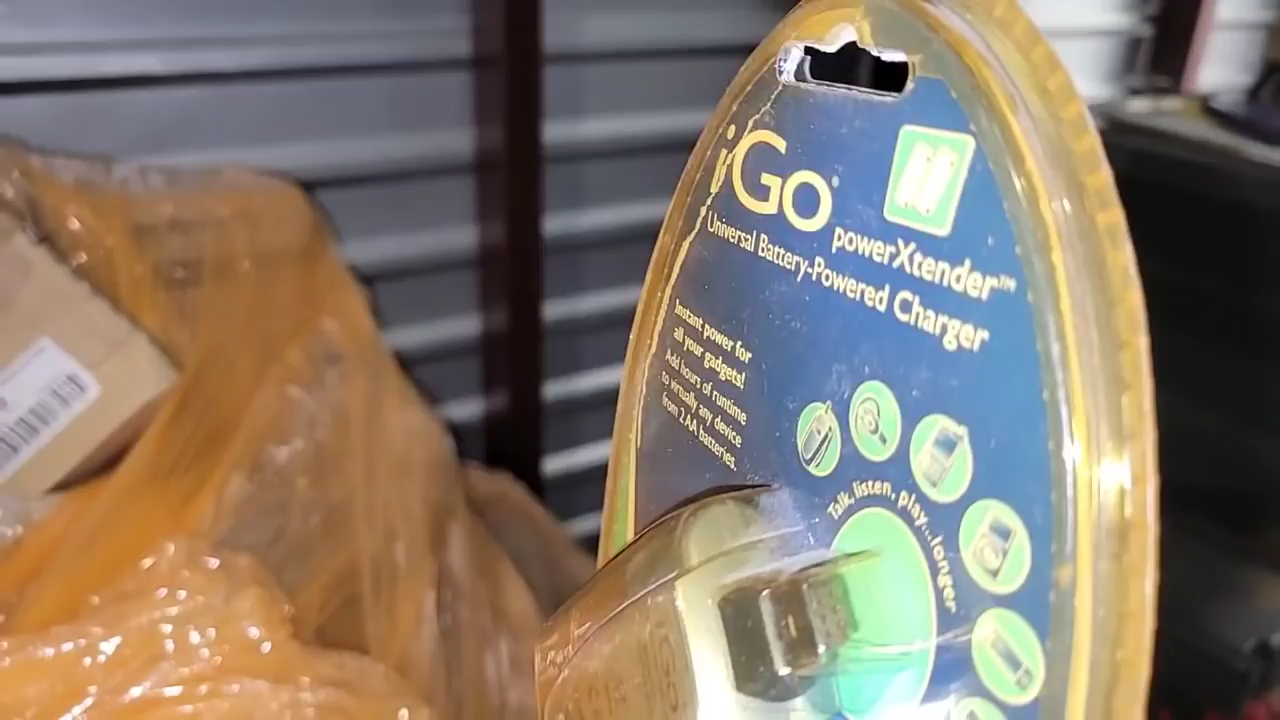 iGo®
powerXtender™
Universal Battery-Powered Charger
Instant power for
all your gadgets!
Add hours of runtime
to virtually any device
from 2 AA batteries.
Talk, listen, play...longer
iGo